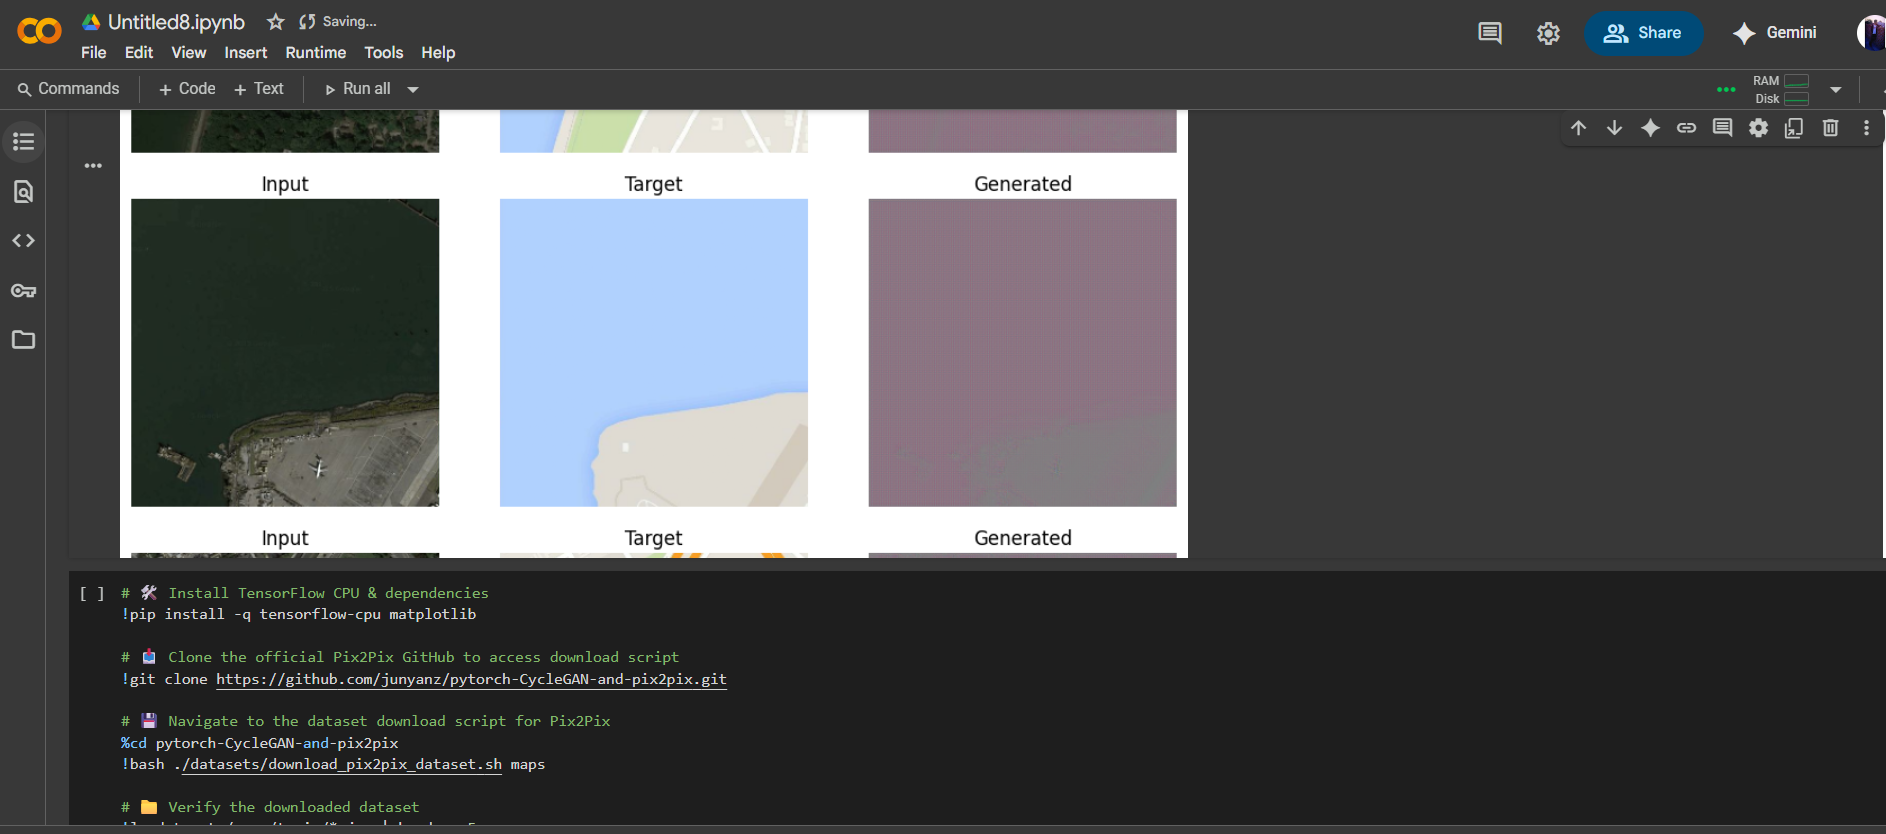 Untitled8.ipynb
Saving...
File Edit View Insert Runtime Tools Help
Share
Gemini
Commands
+ Code + Text
Run all
RAM
Disk
Input Target Generated
Input Target Generated
[ ] # 🛠 Install TensorFlow CPU & dependencies
!pip install -q tensorflow-cpu matplotlib
# 📥 Clone the official Pix2Pix GitHub to access download script
!git clone https://github.com/junyanz/pytorch-CycleGAN-and-pix2pix.git
# 💾 Navigate to the dataset download script for Pix2Pix
%cd pytorch-CycleGAN-and-pix2pix
!bash ./datasets/download_pix2pix_dataset.sh maps
# 📁 Verify the downloaded dataset